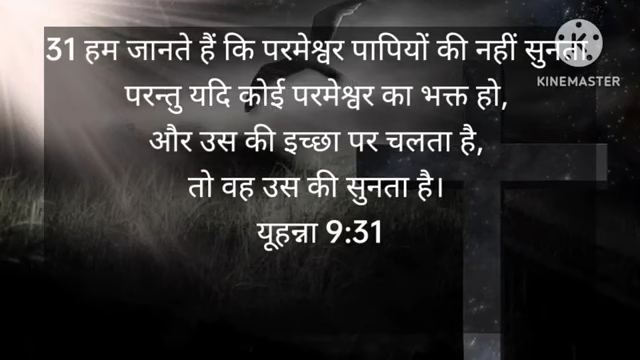 31 हम जानते हैं कि परमेश्वर पापियों की नहीं सुनता
परन्तु यदि कोई परमेश्वर का भक्त हो,
और उस की इच्छा पर चलता है,
तो वह उस की सुनता है।
यूहन्ना 9:31
K
KINEMASTER